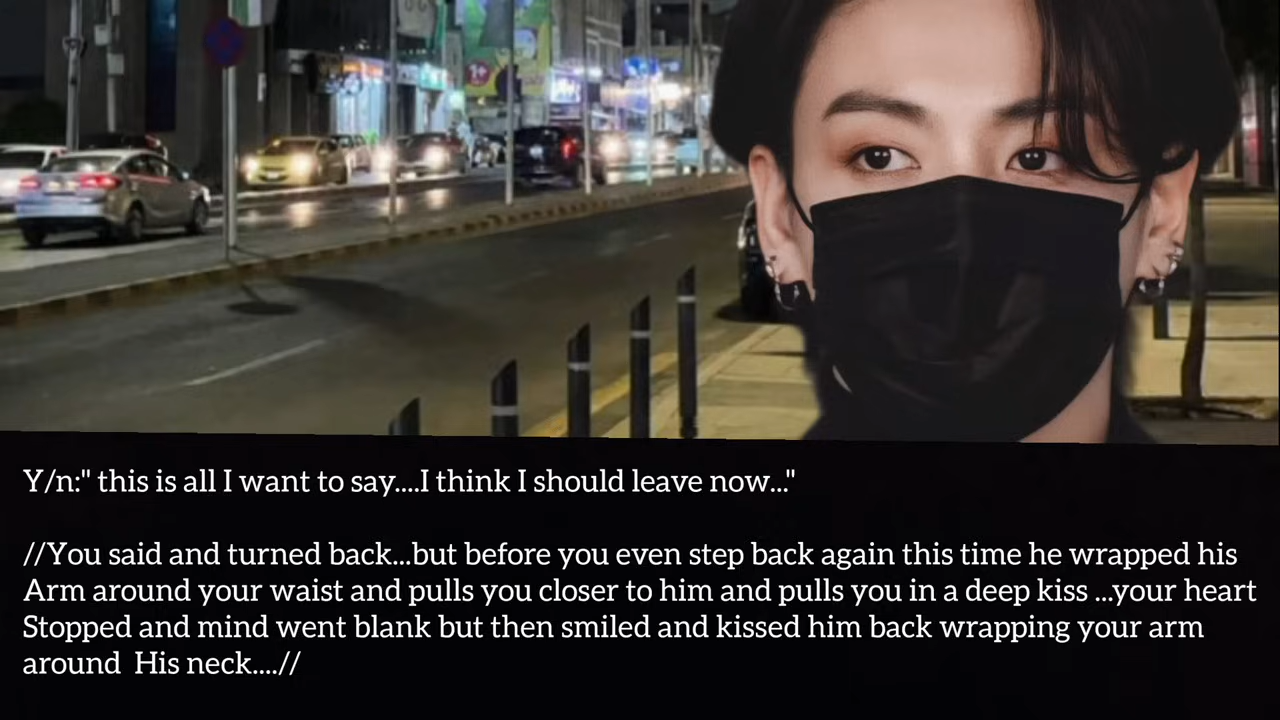 Y/n:" this is all I want to say....I think I should leave now..."
//You said and turned back...but before you even step back again this time he wrapped his
Arm around your waist and pulls you closer to him and pulls you in a deep kiss ...your heart
Stopped and mind went blank but then smiled and kissed him back wrapping your arm
around  His neck....//